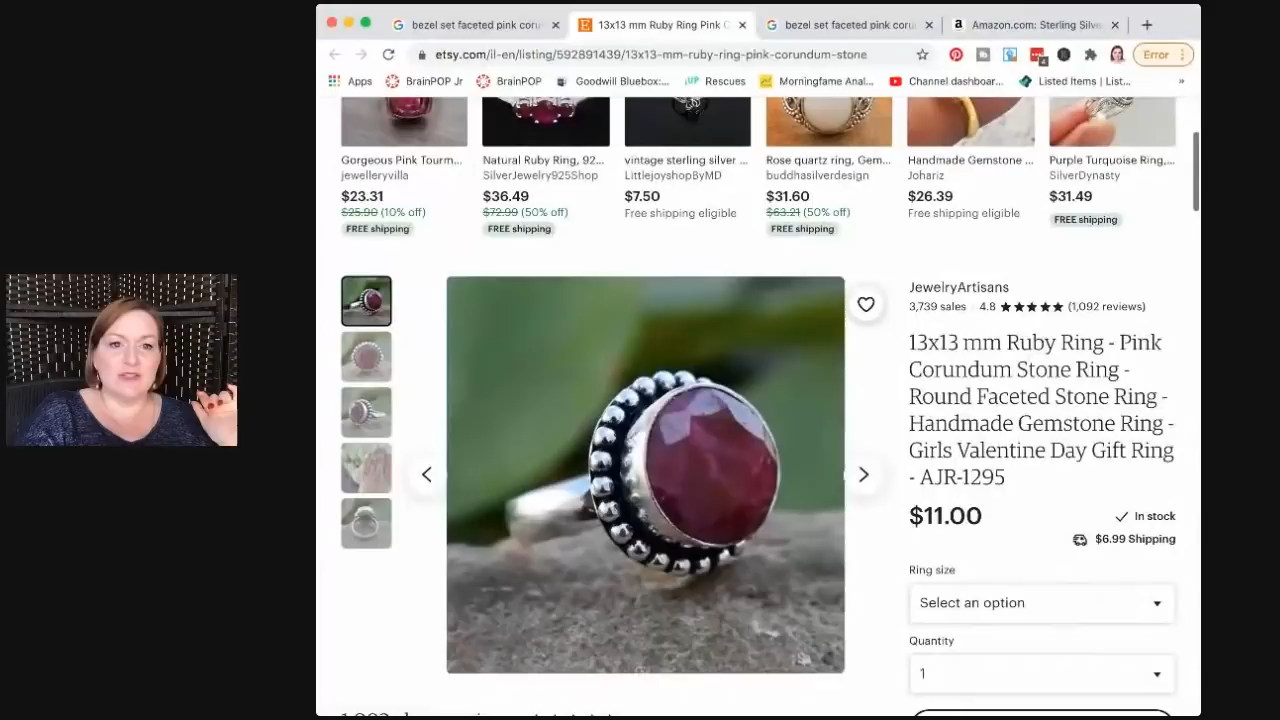 bezel set faceted pink coru
13x13 mm Ruby Ring Pink C
bezel set faceted pink coru
Amazon.com: Sterling Silve
etsy.com/il-en/listing/592891439/13x13-mm-ruby-ring-pink-corundum-stone
Error
Apps
BrainPOP Jr
BrainPOP
Goodwill Bluebox:...
UP Rescues
Morningfame Anal...
Channel dashboar...
Listed Items | List...
»
Gorgeous Pink Tourm...
jewelleryvilla
$23.31
$25.90 (10% off)
FREE shipping
Natural Ruby Ring, 92...
SilverJewelry925Shop
$36.49
$72.99 (50% off)
FREE shipping
vintage sterling silver ...
LittlejoyshopByMD
$7.50
Free shipping eligible
Rose quartz ring, Gem...
buddhasilverdesign
$31.60
$63.21 (50% off)
FREE shipping
Handmade Gemstone ...
Johariz
$26.39
Free shipping eligible
Purple Turquoise Ring,...
SilverDynasty
$31.49
FREE shipping
JewelryArtisans
3,739 sales 4.8 ★★★★★ (1,092 reviews)
13x13 mm Ruby Ring - Pink
Corundum Stone Ring -
Round Faceted Stone Ring -
Handmade Gemstone Ring -
Girls Valentine Day Gift Ring
- AJR-1295
$11.00
In stock
$6.99 Shipping
Ring size
Select an option
Quantity
1